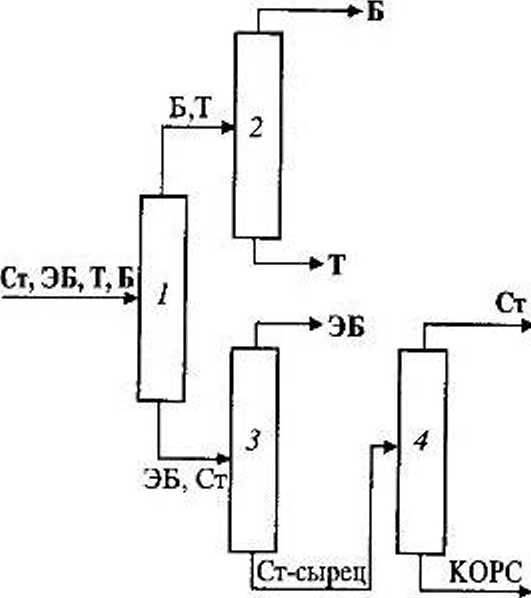 Б
Б,Т
2
Т
Ст, ЭБ, Т, Б
1
ЭБ
Ст
3
4
ЭБ, Ст
Ст-сырец
КОРС